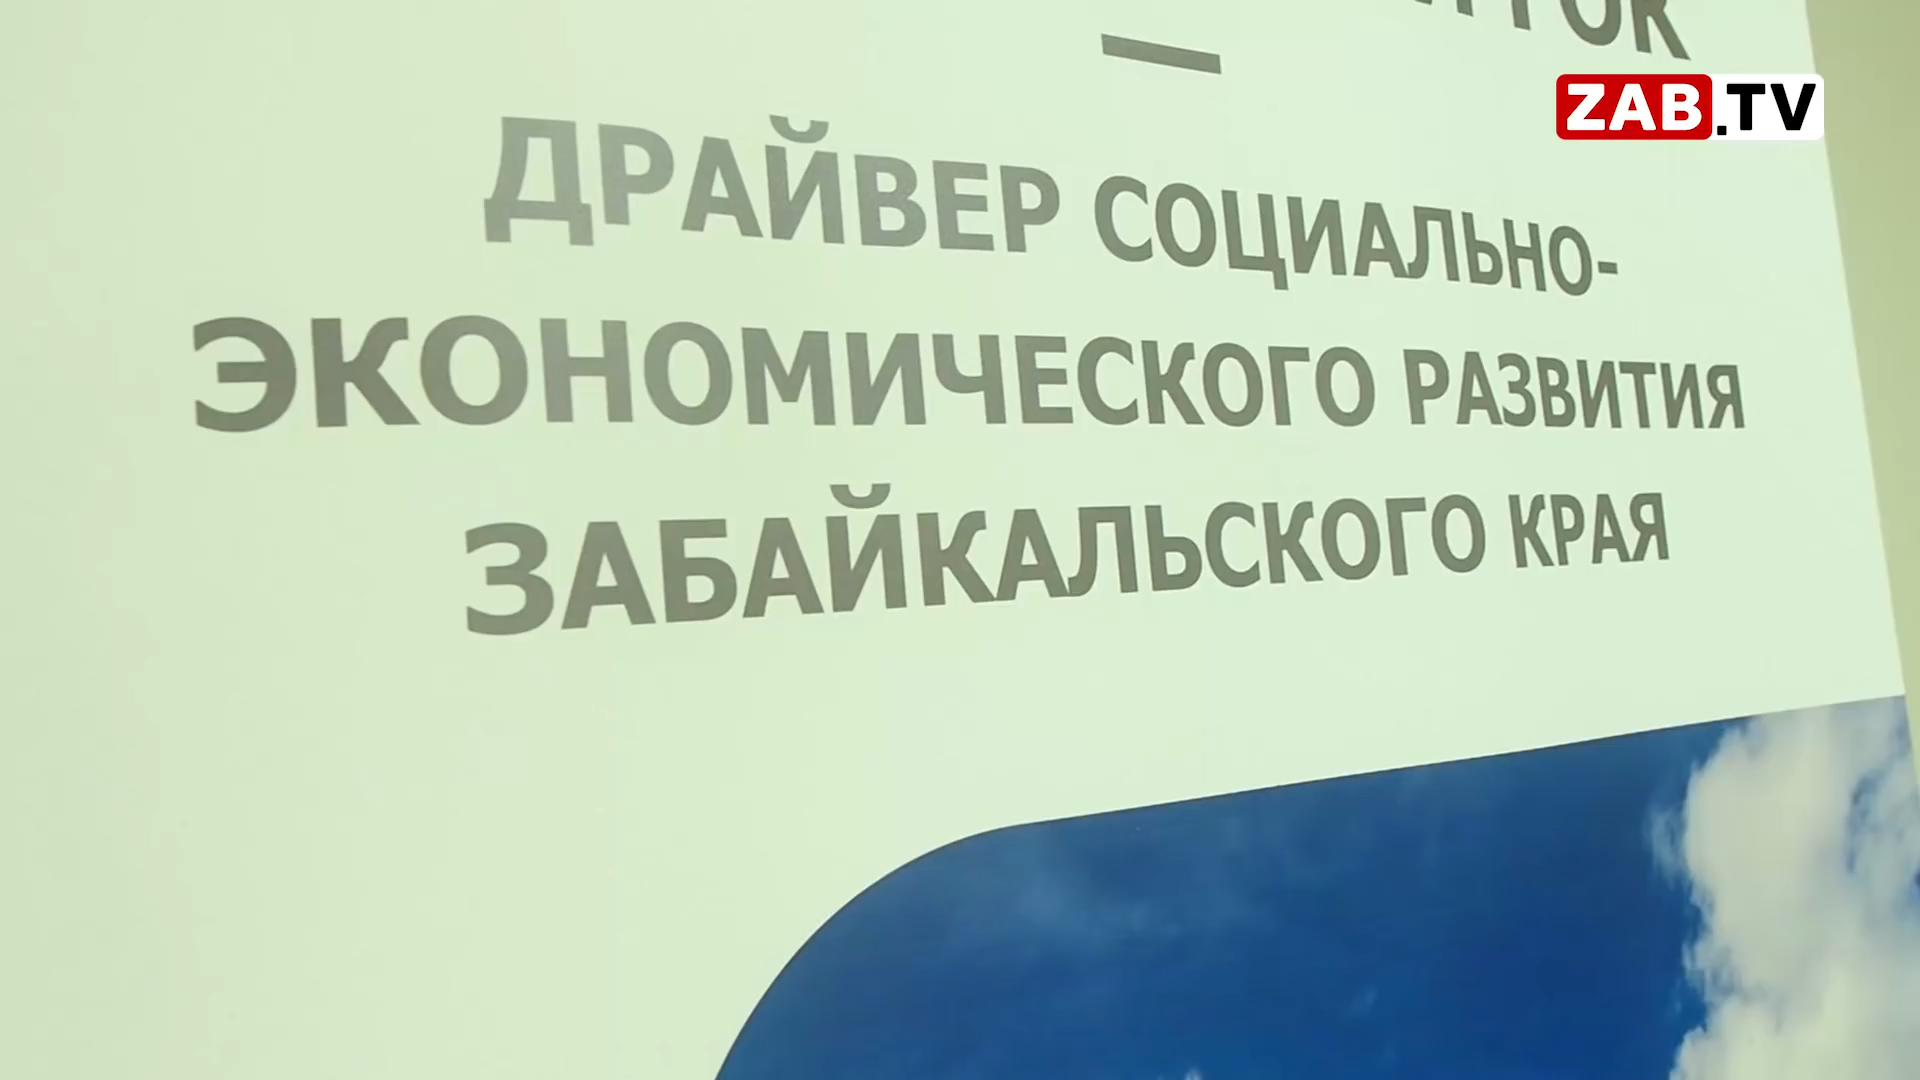 ZAB.TV
ДРАЙВЕР СОЦИАЛЬНО-
ЭКОНОМИЧЕСКОГО РАЗВИТИЯ
ЗАБАЙКАЛЬСКОГО КРАЯ